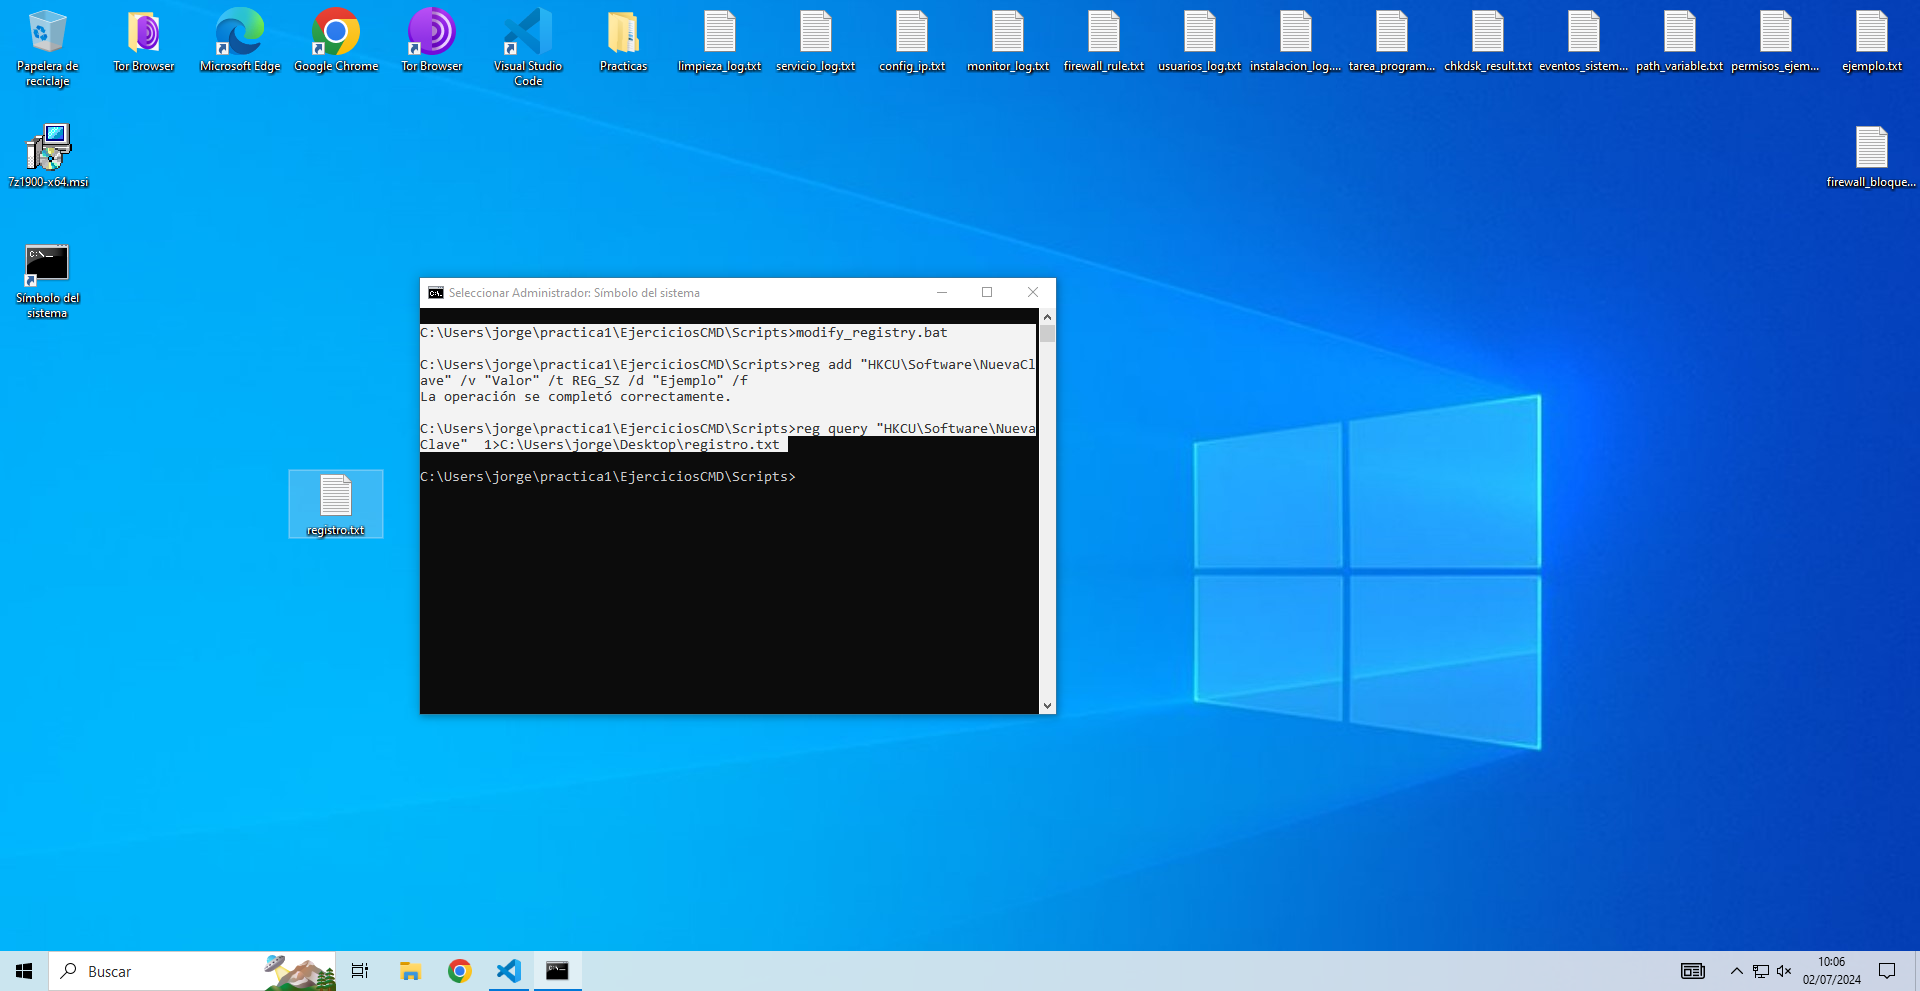 Papelera de
reciclaje
Tor Browser
Microsoft Edge
Google Chrome
Tor Browser
Visual Studio
Code
Practicas
limpieza_log.txt
servicio_log.txt
config_ip.txt
monitor_log.txt
firewall_rule.txt
usuarios_log.txt
instalacion_log....
tarea_program...
chkdsk_result.txt
eventos_sistem...
path_variable.txt
permisos_ejem...
ejemplo.txt
7z1900-x64.msi
firewall_bloque...
C:\._
Símbolo del
sistema
Seleccionar Administrador: Símbolo del sistema
C:\Users\jorge\practica1\EjerciciosCMD\Scripts>modify_registry.bat
C:\Users\jorge\practica1\EjerciciosCMD\Scripts>reg add "HKCU\Software\NuevaCl
ave" /v "Valor" /t REG_SZ /d "Ejemplo" /f
La operación se completó correctamente.
C:\Users\jorge\practica1\EjerciciosCMD\Scripts>reg query "HKCU\Software\Nueva
Clave"  1>C:\Users\jorge\Desktop\registro.txt
C:\Users\jorge\practica1\EjerciciosCMD\Scripts>
registro.txt
Buscar
10:06
02/07/2024